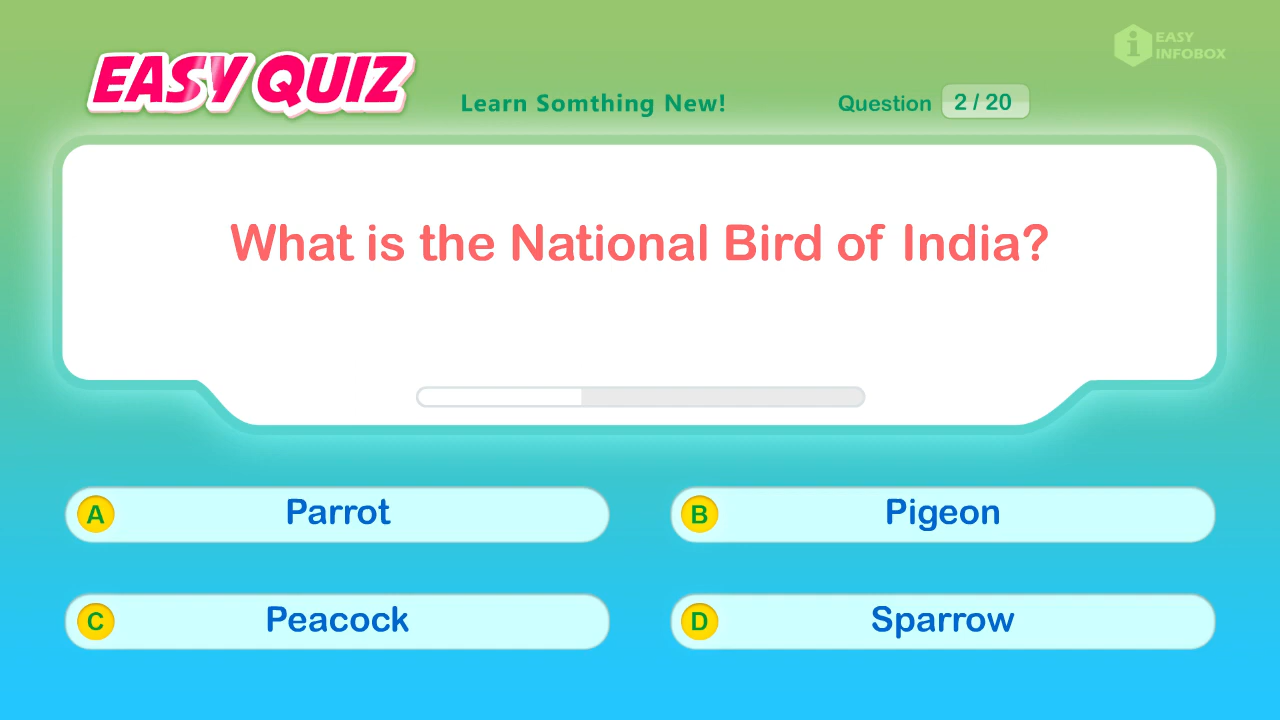 EASY QUIZ
Learn Somthing New!
Question 2 / 20
EASY
INFOBOX
What is the National Bird of India?
A Parrot
B Pigeon
C Peacock
D Sparrow